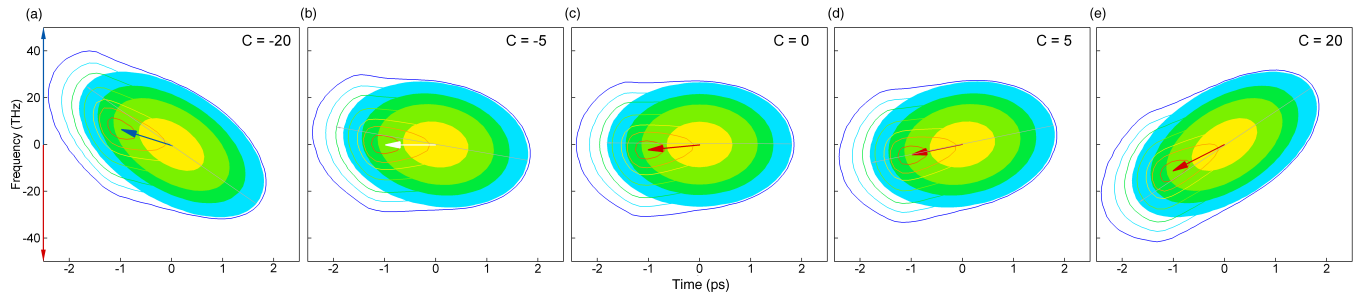 (a) (b) (c) (d) (e)
C = -20 C = -5 C = 0 C = 5 C = 20
40
20
0
-20
-40
Frequency (THz)
-2 -1 0 1 2 -2 -1 0 1 2 -2 -1 0 1 2 -2 -1 0 1 2 -2 -1 0 1 2
Time (ps)